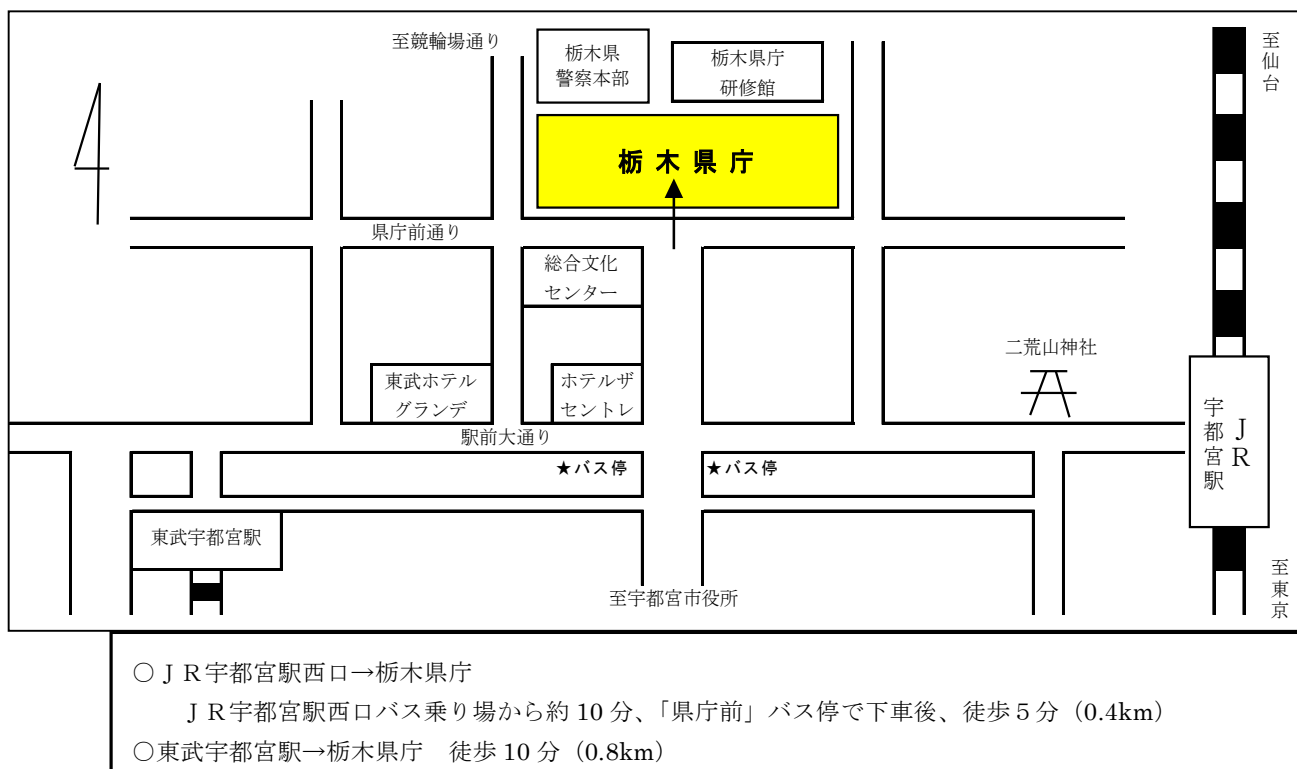 至競輪場通り
栃木県
警察本部
栃木県庁
研修館
至仙台
栃木県庁
県庁前通り
総合文化
センター
二荒山神社
東武ホテル
グランデ
ホテルザ
セントレ
ＪＲ
宇都宮駅
駅前大通り
★バス停
★バス停
東武宇都宮駅
至宇都宮市役所
至東京
○ＪＲ宇都宮駅西口→栃木県庁
ＪＲ宇都宮駅西口バス乗り場から約10分、「県庁前」バス停で下車後、徒歩５分（0.4km）
○東武宇都宮駅→栃木県庁　徒歩10分（0.8km）